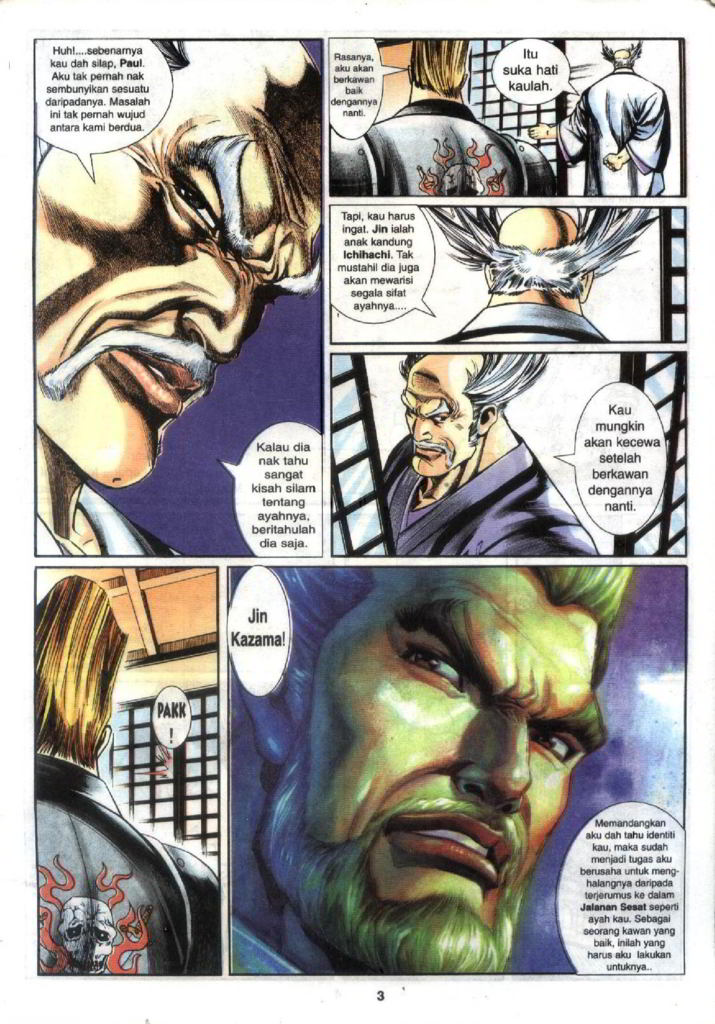 Huh!....sebenarnya
kau dah silap, Paul.
Aku tak pernah nak
sembunyikan sesuatu
daripadanya. Masalah
ini tak pernah wujud
antara kami berdua.
Kalau dia
nak tahu
sangat
kisah silam
tentang
ayahnya,
beritahulah
dia saja.
Rasanya,
aku akan
berkawan
baik
dengannya
nanti.
Itu
suka hati
kaulah.
Tapi, kau harus
ingat. Jin ialah
anak kandung
Ichihachi. Tak
mustahil dia juga
akan mewarisi
segala sifat
ayahnya....
Kau
mungkin
akan kecewa
setelah
berkawan
dengannya
nanti.
PAKK
!
Jin
Kazama!
Memandangkan
aku dah tahu identiti
kau, maka sudah
menjadi tugas aku
berusaha untuk meng-
halangnya daripada
terjerumus ke dalam
Jalanan Sesat seperti
ayah kau. Sebagai
seorang kawan yang
baik, inilah yang
harus aku lakukan
untuknya..
3